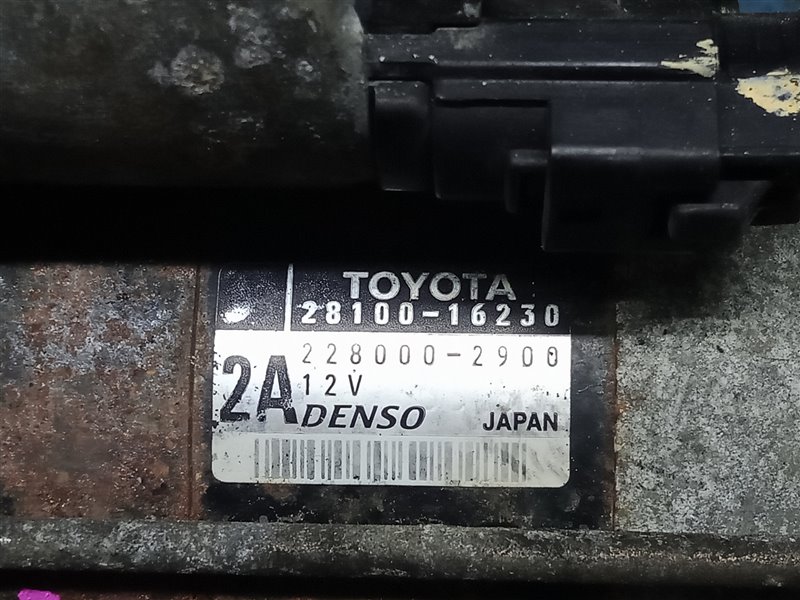 TOYOTA
28100-16230
228000-2900
2A 12V
DENSO JAPAN